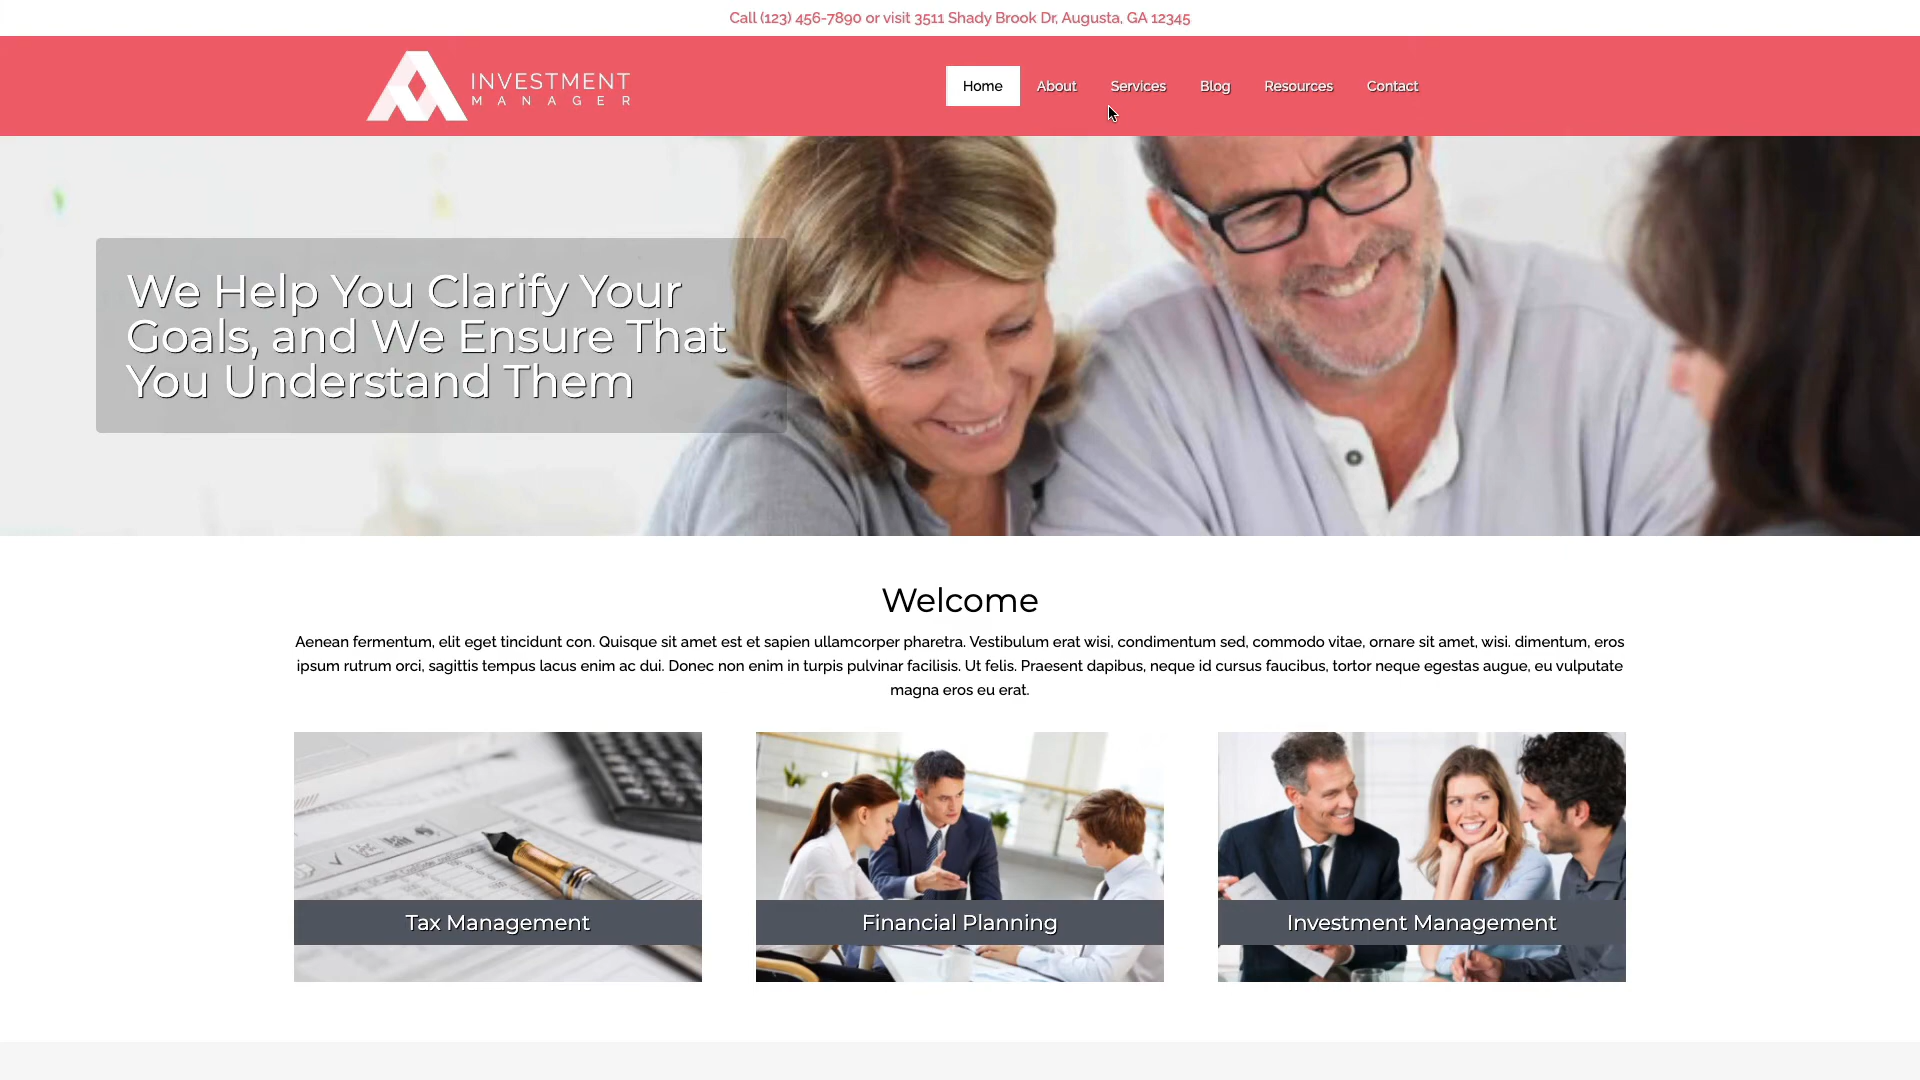 Call (123) 456-7890 or visit 3511 Shady Brook Dr, Augusta, GA 12345
INVESTMENT
MANAGER
Home About Services Blog Resources Contact
We Help You Clarify Your
Goals, and We Ensure That
You Understand Them
Welcome
Aenean fermentum, elit eget tincidunt con. Quisque sit amet est et sapien ullamcorper pharetra. Vestibulum erat wisi, condimentum sed, commodo vitae, ornare sit amet, wisi. dimentum, eros
ipsum rutrum orci, sagittis tempus lacus enim ac dui. Donec non enim in turpis pulvinar facilisis. Ut felis. Praesent dapibus, neque id cursus faucibus, tortor neque egestas augue, eu vulputate
magna eros eu erat.
Tax Management
Financial Planning
Investment Management